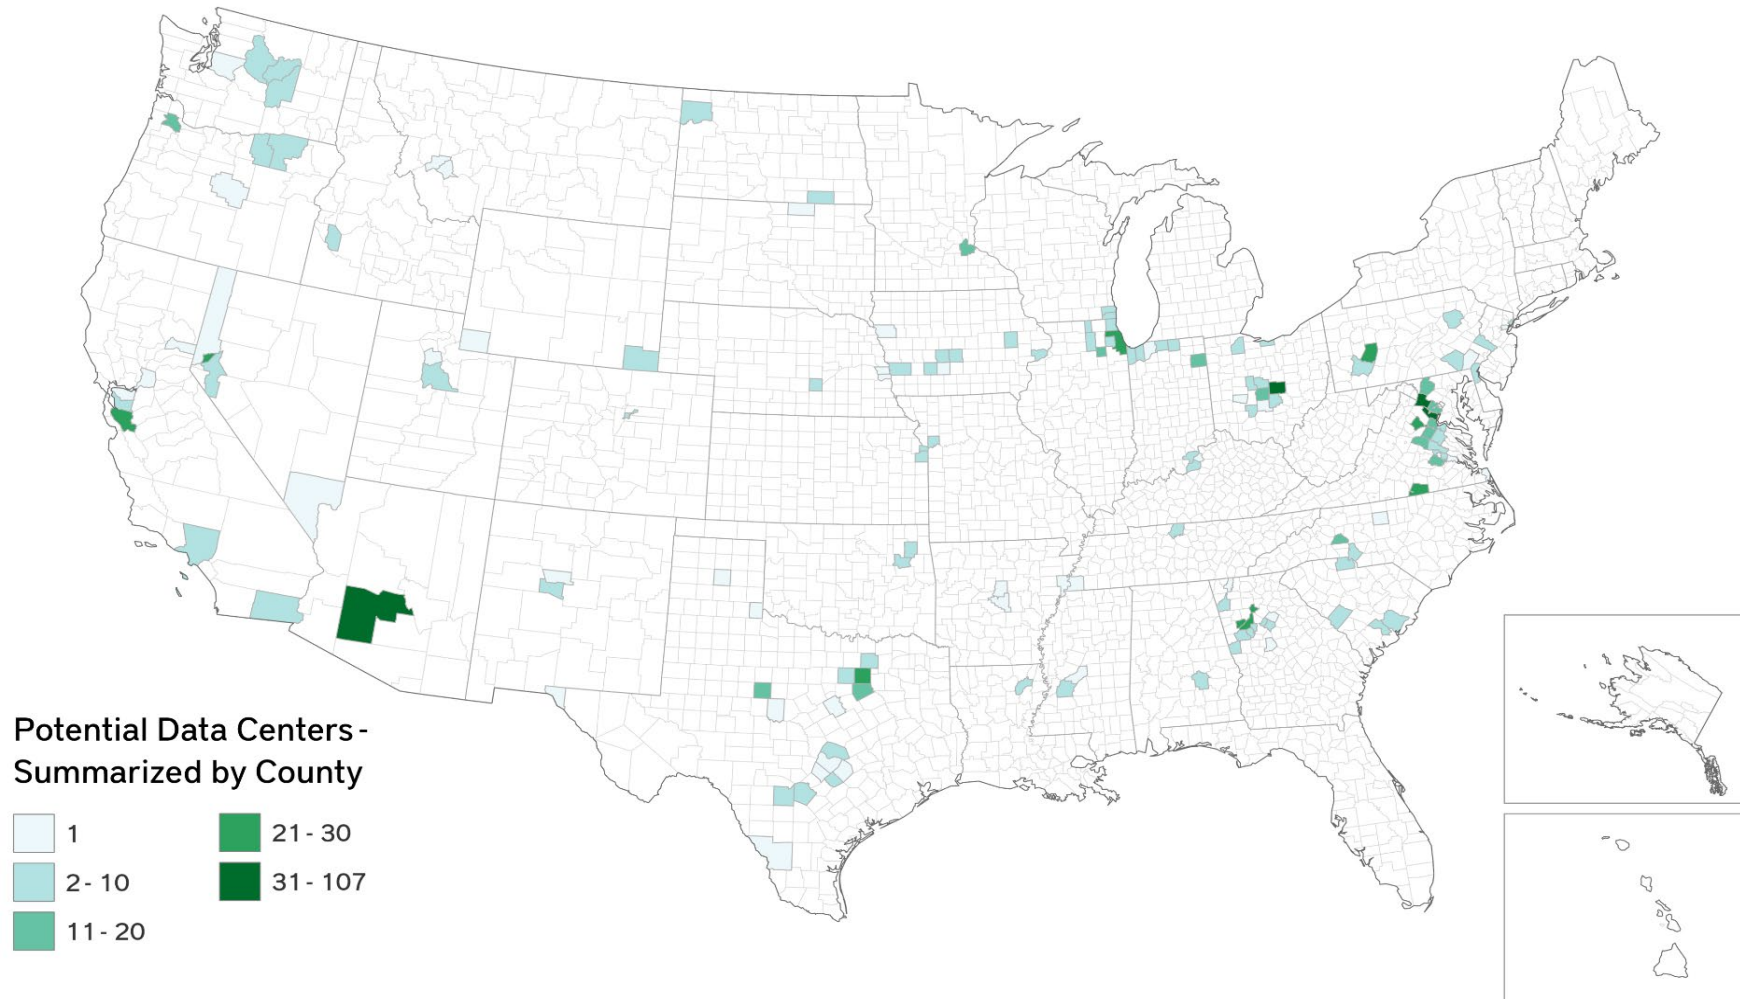 Potential Data Centers -
Summarized by County
1
2 - 10
11 - 20
21 - 30
31 - 107